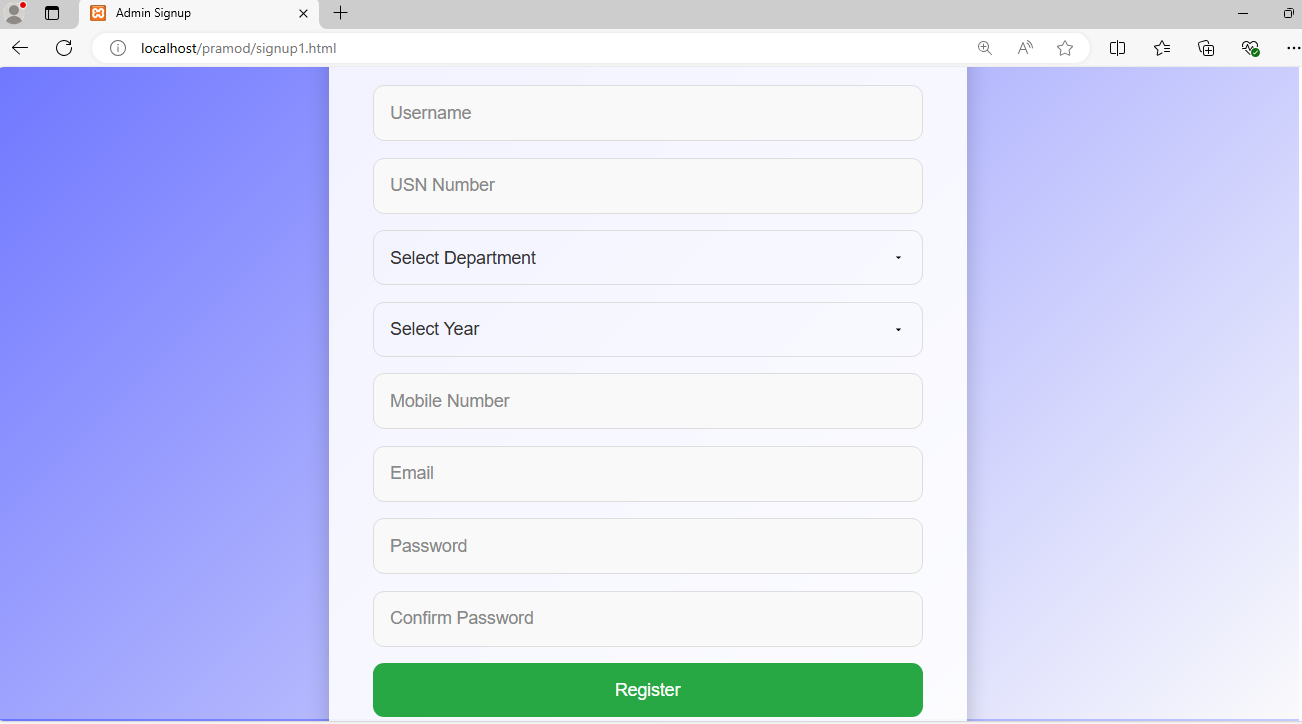 Admin Signup
localhost/pramod/signup1.html
Username
USN Number
Select Department
Select Year
Mobile Number
Email
Password
Confirm Password
Register